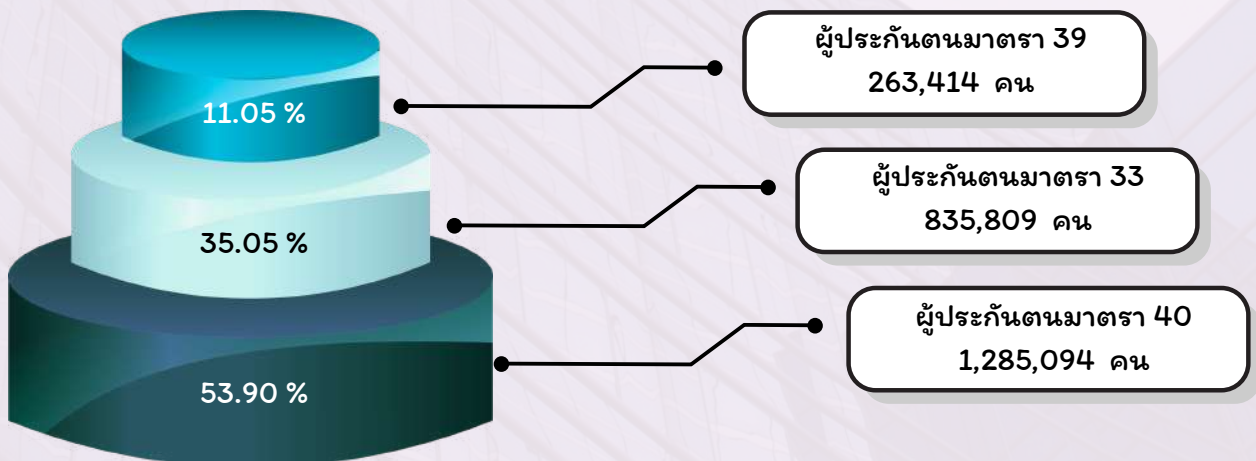 11.05 %
ผู้ประกันตนมาตรา 39
263,414 คน
35.05 %
ผู้ประกันตนมาตรา 33
835,809 คน
53.90 %
ผู้ประกันตนมาตรา 40
1,285,094 คน